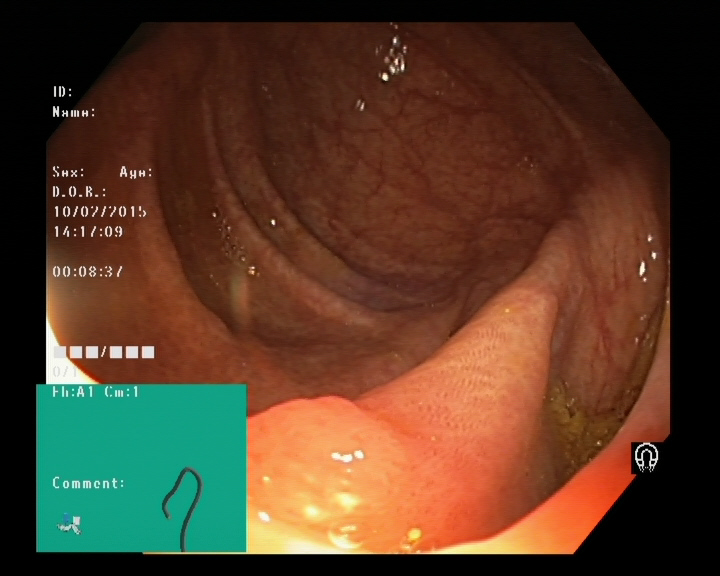 ID:
Name:
Sex: Age:
D.O.B.:
10/02/2015
14:17:09
00:08:37
■■■/■■■
0/1
Eh:A1 Cm:1
Comment: